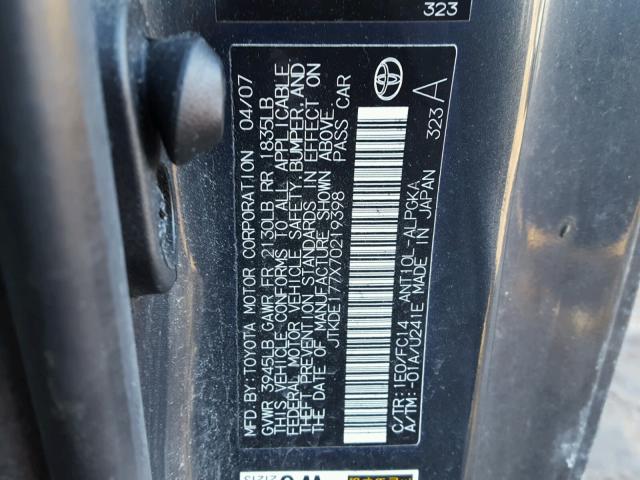 323
MFD.BY: TOYOTA MOTOR CORPORATION 04/07
GVWR 3945LB GAWR FR 2130LB RR 1835LB
THIS VEHICLE CONFORMS TO ALL APPLICABLE
FEDERAL MOTOR VEHICLE SAFETY, BUMPER, AND
THEFT PREVENTION STANDARDS IN EFFECT ON
THE DATE OF MANUFACTURE SHOWN ABOVE.
JTKDE177X70219398 PASS CAR
C/TR: 1E0/FC14 ANT10L-ALPGKA
A/TM: -01A/U241E MADE IN JAPAN
323 A
21213